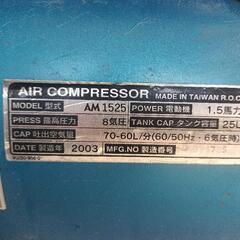 AIR COMPRESSOR MADE IN TAIWAN R.O.C
MODEL 型式 AM1525 POWER 電動機 1.5馬力
PRESS 最高圧力 8気圧 TANK CAP タンク容量 25L
CAP 吐出空気量 70-60L/分(60/50Hz・6気圧時)
DATE 製造年 2003 MFG.NO 製造番号